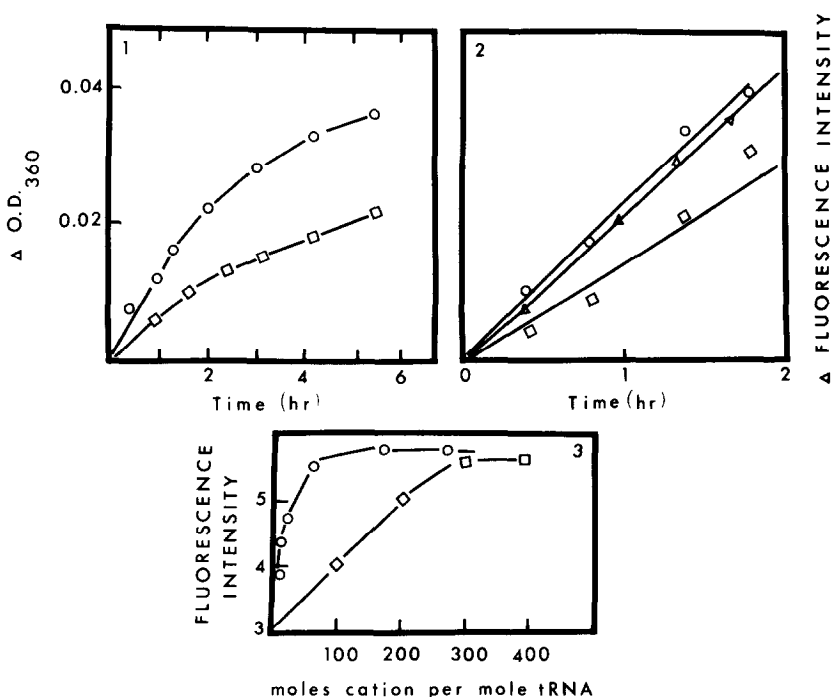 1
0.04
0.02
Δ O.D.360
2 4 6
Time (hr)
2
0 1 2
Time (hr)
Δ FLUORESCENCE INTENSITY
3
5
4
3
FLUORESCENCE
INTENSITY
100 200 300 400
moles cation per mole tRNA